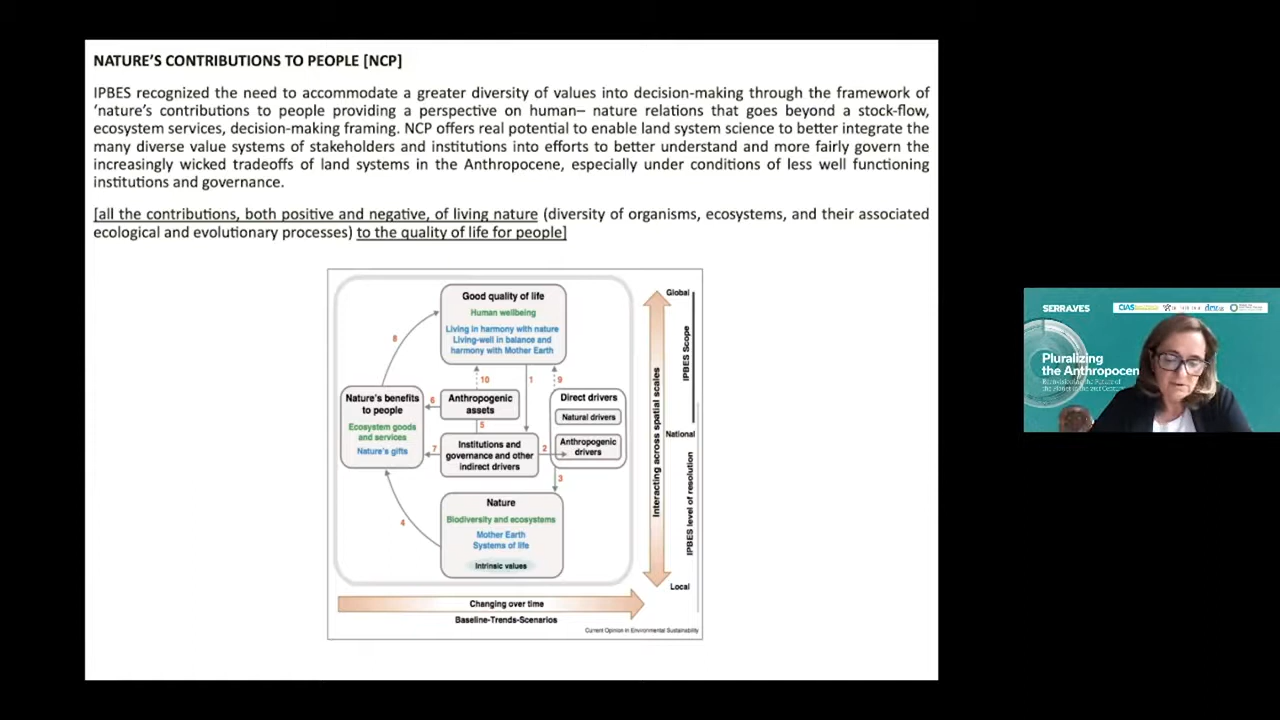 NATURE'S CONTRIBUTIONS TO PEOPLE [NCP]
IPBES recognized the need to accommodate a greater diversity of values into decision-making through the framework of
‘nature's contributions to people providing a perspective on human– nature relations that goes beyond a stock-flow,
ecosystem services, decision-making framing. NCP offers real potential to enable land system science to better integrate the
many diverse value systems of stakeholders and institutions into efforts to better understand and more fairly govern the
increasingly wicked tradeoffs of land systems in the Anthropocene, especially under conditions of less well functioning
institutions and governance.
[all the contributions, both positive and negative, of living nature (diversity of organisms, ecosystems, and their associated
ecological and evolutionary processes) to the quality of life for people]
Good quality of life
Human wellbeing
Living in harmony with nature
Living-well in balance and
harmony with Mother Earth
8
10
1
9
Nature's benefits
to people
Ecosystem goods
and services
Nature's gifts
6
Anthropogenic
assets
5
7
Institutions and
governance and other
indirect drivers
2
Direct drivers
Natural drivers
Anthropogenic
drivers
3
4
Nature
Biodiversity and ecosystems
Mother Earth
Systems of life
Intrinsic values
Interacting across spatial scales
Global
IPBES Scope
National
IPBES level of resolution
Local
Changing over time
Baseline-Trends-Scenarios
Current Opinion in Environmental Sustainability
SERRALVES
CIAS
Pluralizing
the Anthropocen